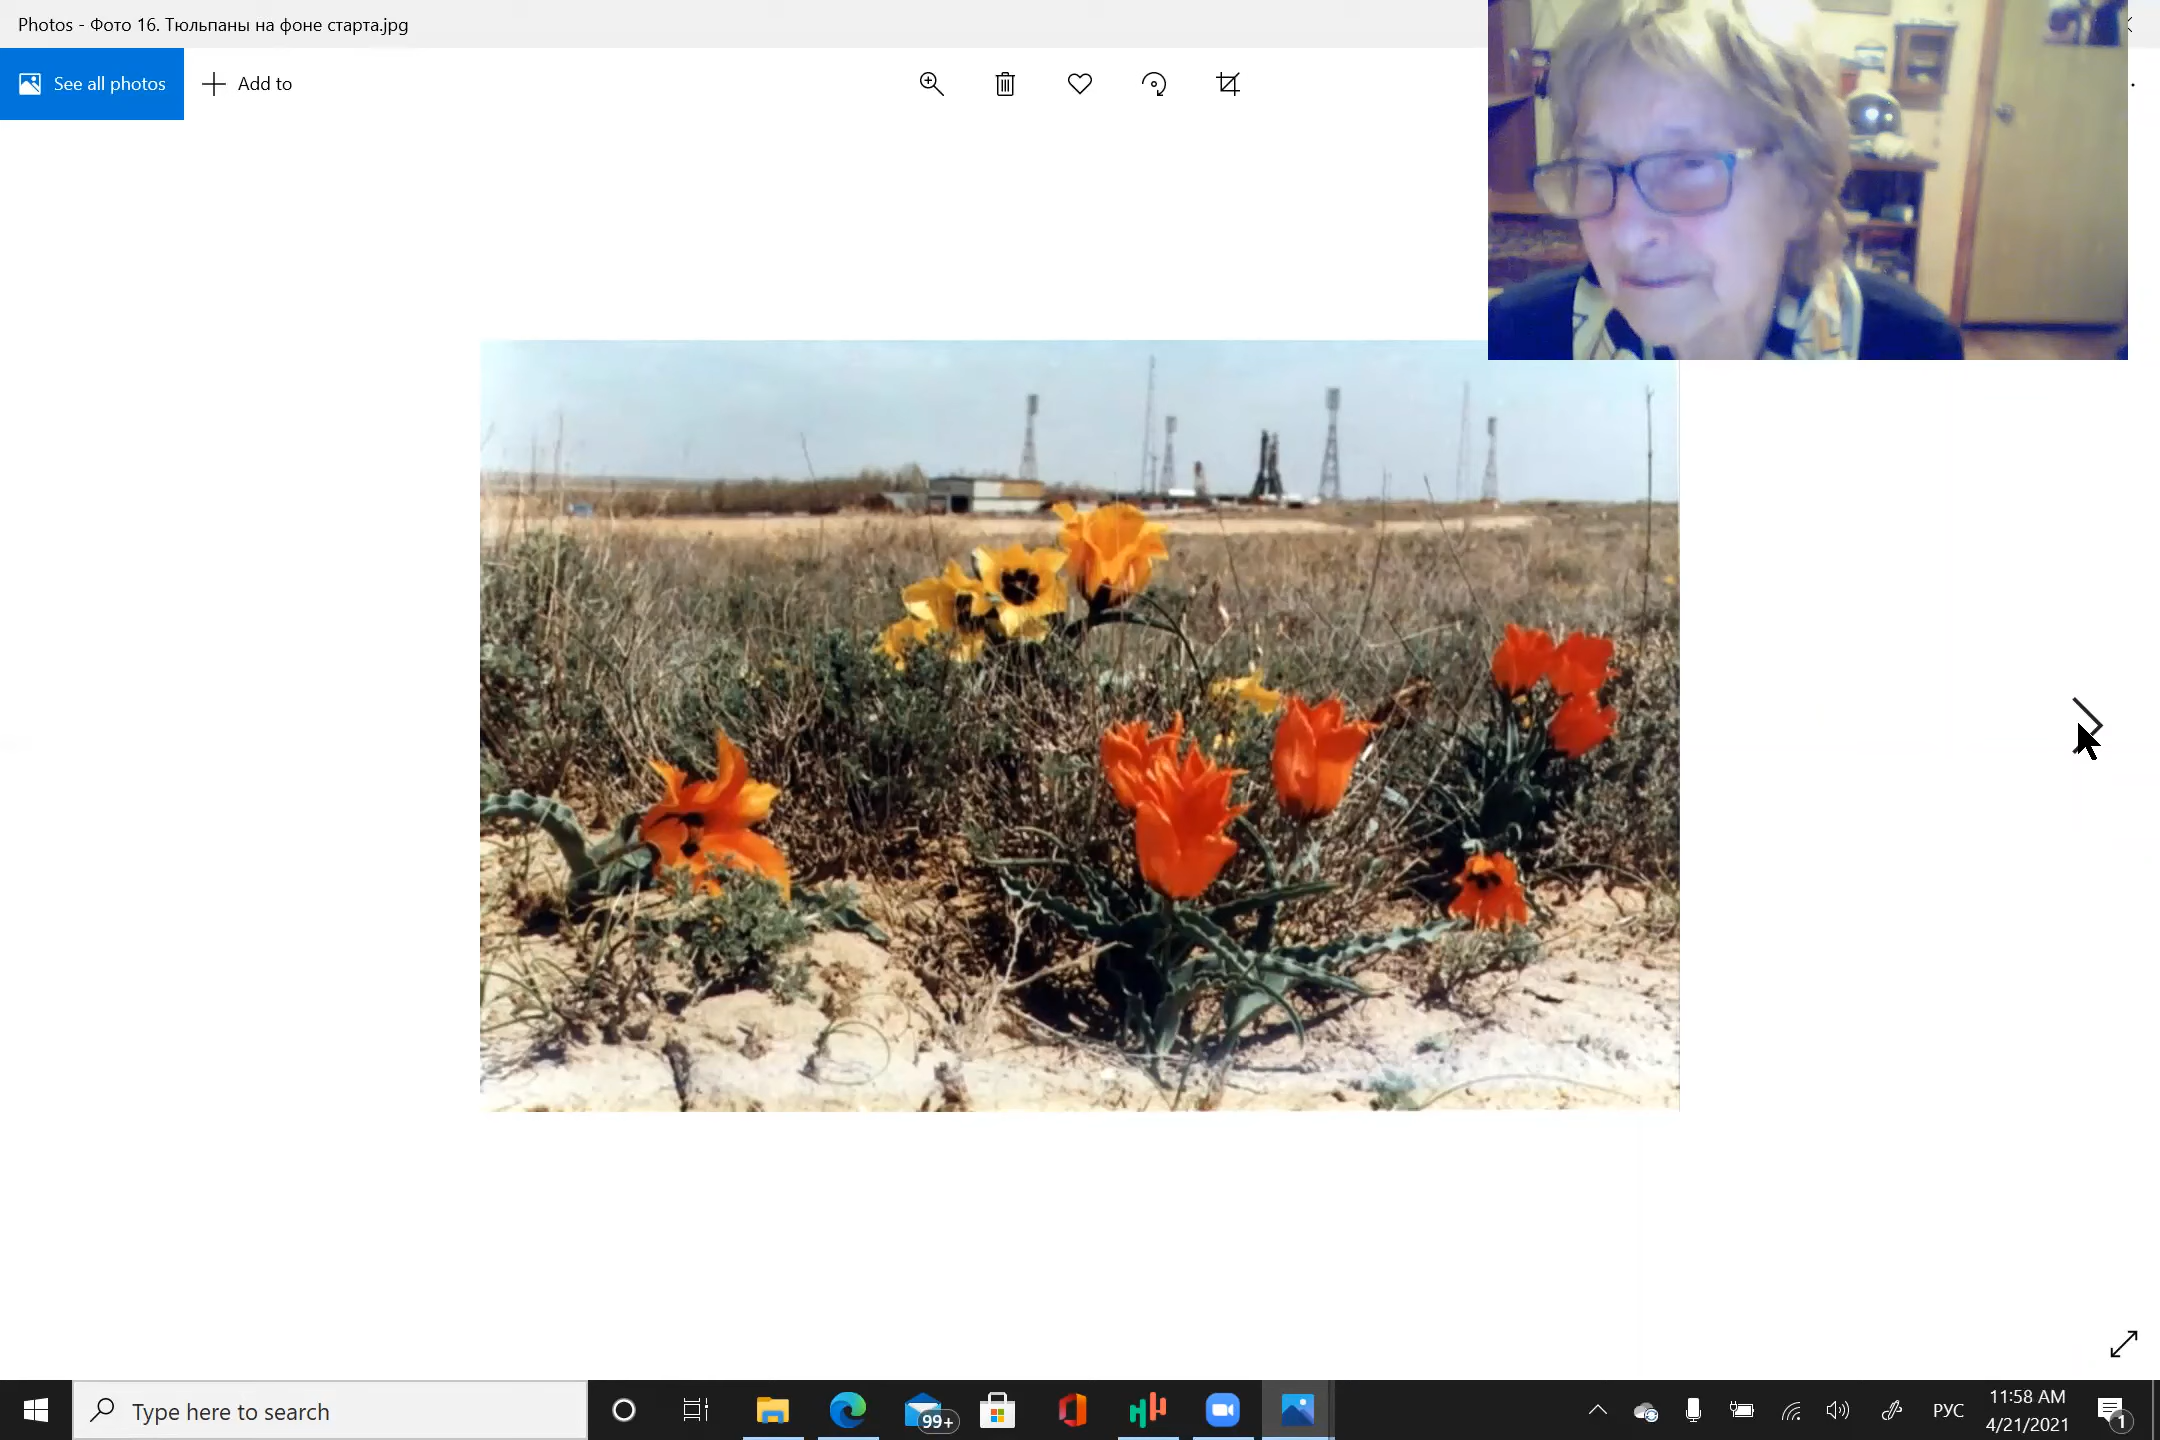 Photos - Фото 16. Тюльпаны на фоне старта.jpg
See all photos
Add to
Type here to search
99+
РУС
11:58 AM
4/21/2021
1